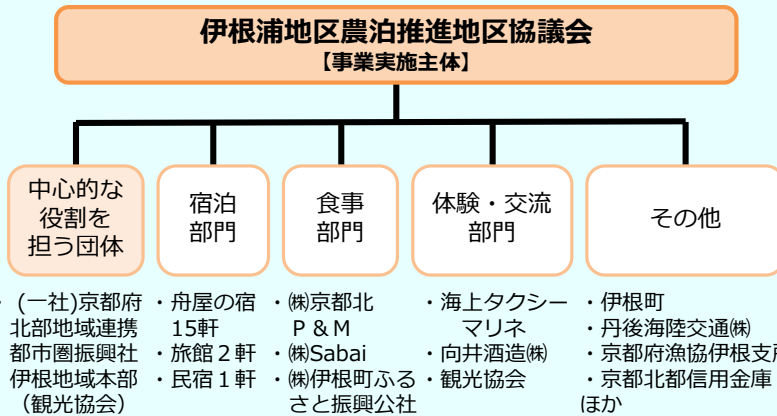 伊根浦地区農泊推進地区協議会
【事業実施主体】
中心的な
役割を
担う団体
宿泊
部門
食事
部門
体験・交流
部門
その他
・(一社)京都府
北部地域連携
都市圏振興社
伊根地域本部
（観光協会）
・舟屋の宿
15軒
・旅館２軒
・民宿１軒
・㈱京都北
Ｐ＆Ｍ
・㈱Sabai
・㈱伊根町ふる
さと振興公社
・海上タクシー
マリネ
・向井酒造㈱
・観光協会
・伊根町
・丹後海陸交通㈱
・京都府漁協伊根支所
・京都北都信用金庫
ほか